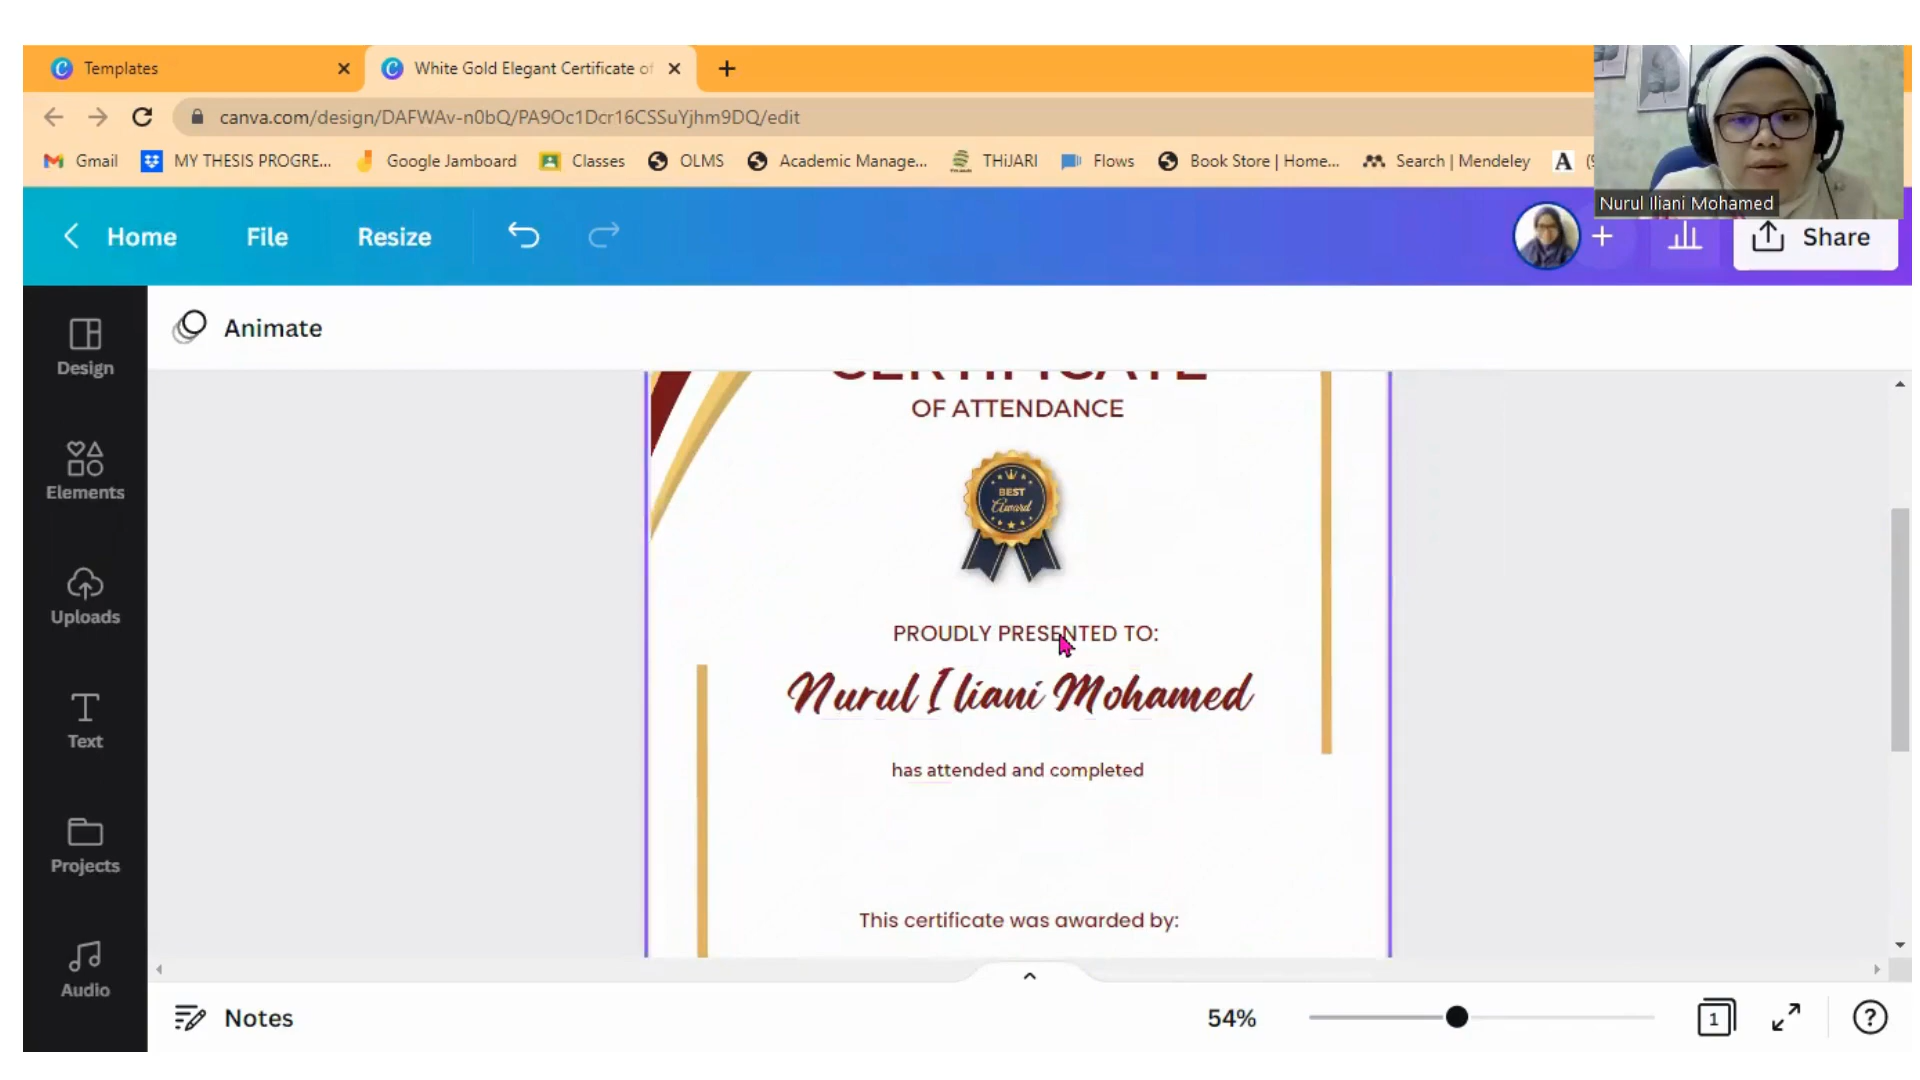 Templates
White Gold Elegant Certificate of
canva.com/design/DAFWAv-n0bQ/PA9Oc1Dcr16CSSuYjhm9DQ/edit
Gmail MY THESIS PROGRE... Google Jamboard Classes OLMS Academic Manage... THiJARI Flows Book Store | Home... Search | Mendeley A
Nurul Iliani Mohamed
Home File Resize Share
Animate
Design
Elements
Uploads
Text
Projects
Audio
CERTIFICATE
OF ATTENDANCE
BEST
Award
PROUDLY PRESENTED TO:
Nurul Iliani Mohamed
has attended and completed
This certificate was awarded by:
Notes
54%
1
?